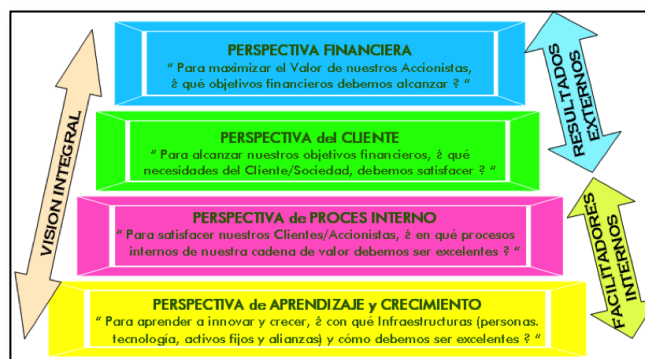 PERSPECTIVA FINANCIERA
“ Para maximizar el Valor de nuestros Accionistas,
¿ qué objetivos financieros debemos alcanzar ? “
PERSPECTIVA del CLIENTE
“ Para alcanzar nuestros objetivos financieros, ¿ qué
necesidades del Cliente/Sociedad, debemos satisfacer ? “
PERSPECTIVA de PROCES INTERNO
“ Para satisfacer nuestros Clientes/Accionistas, ¿ en qué procesos
internos de nuestra cadena de valor debemos ser excelentes ? “
PERSPECTIVA de APRENDIZAJE y CRECIMIENTO
“ Para aprender a innovar y crecer, ¿ con qué Infraestructuras (personas.
tecnología, activos fijos y alianzas) y cómo debemos ser excelentes ? “
VISION INTEGRAL
RESULTADOS
EXTERNOS
FACILITADORES
INTERNOS